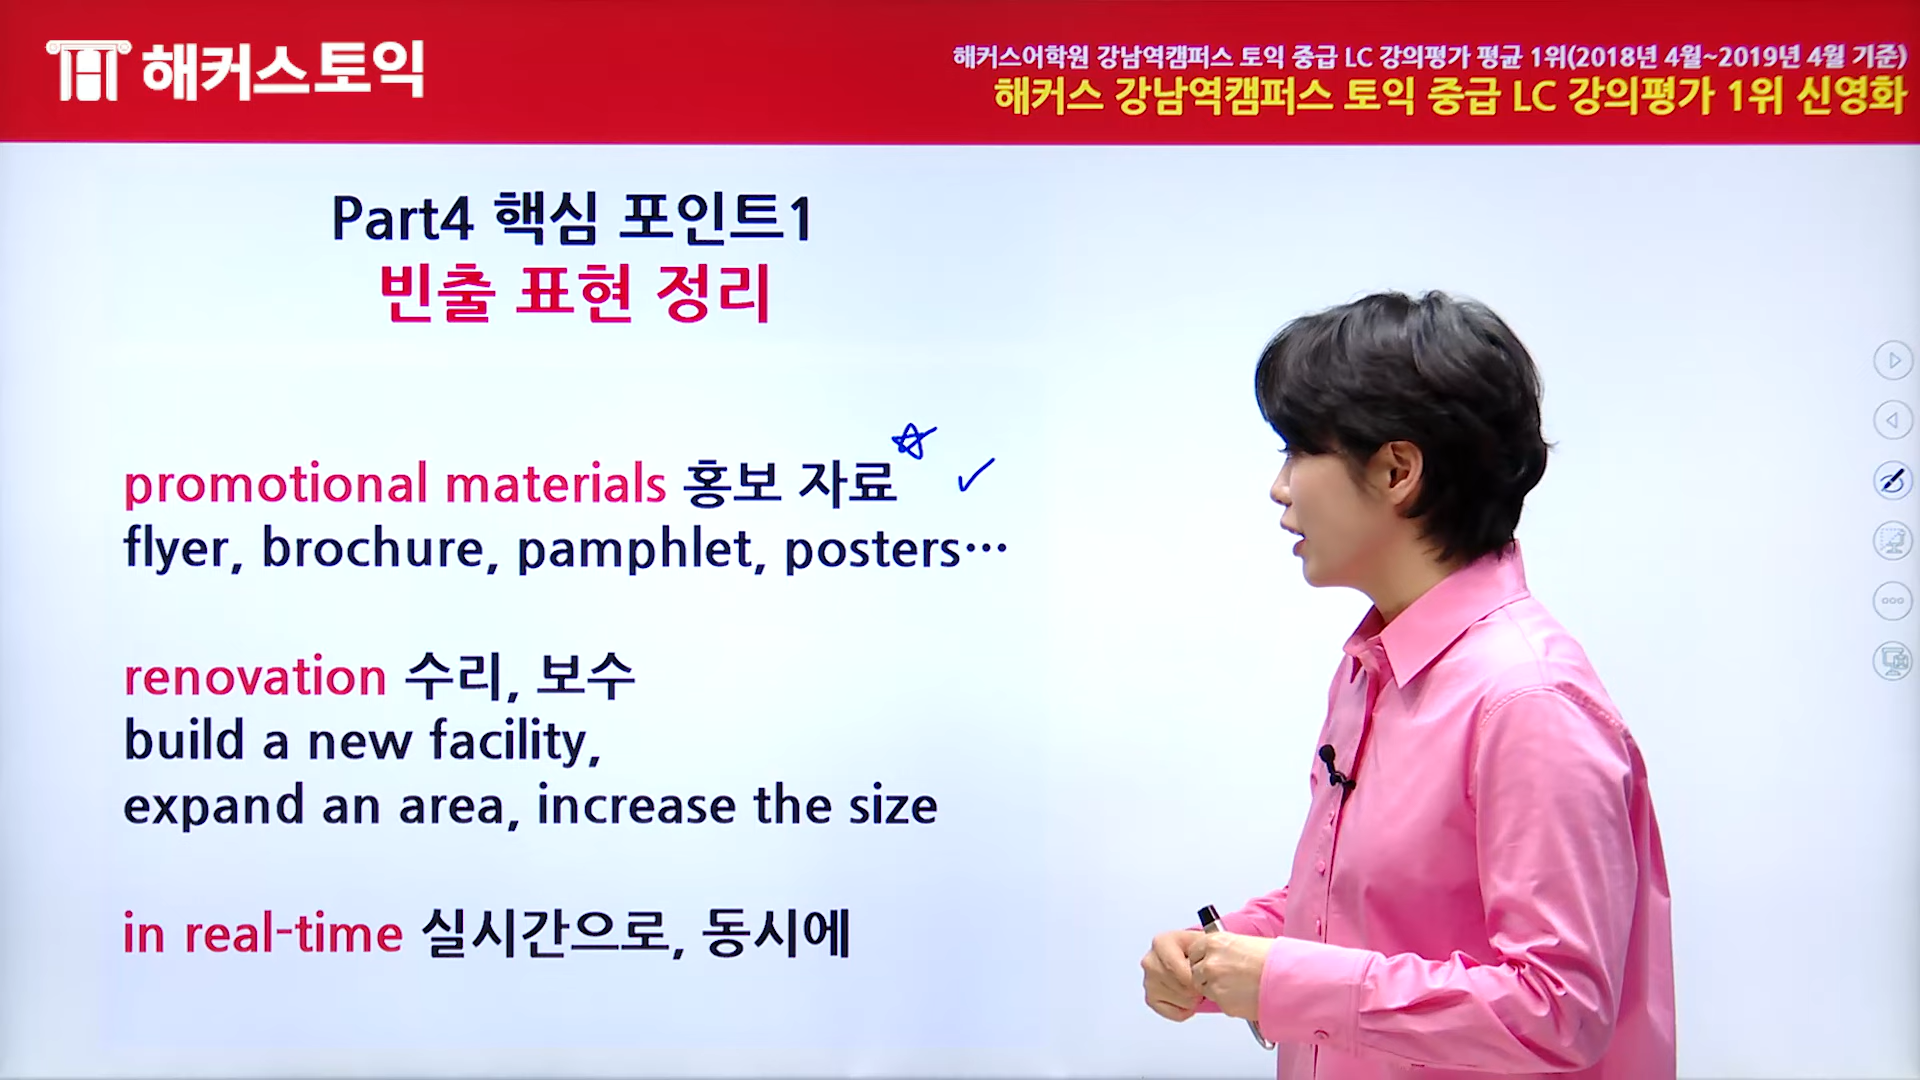 해커스토익
해커스어학원 강남역캠퍼스 토익 중급 LC 강의평가 평균 1위(2018년 4월~2019년 4월 기준)
해커스 강남역캠퍼스 토익 중급 LC 강의평가 1위 신영화
Part4 핵심 포인트1
빈출 표현 정리
promotional materials 홍보 자료
flyer, brochure, pamphlet, posters…
renovation 수리, 보수
build a new facility,
expand an area, increase the size
in real-time 실시간으로, 동시에